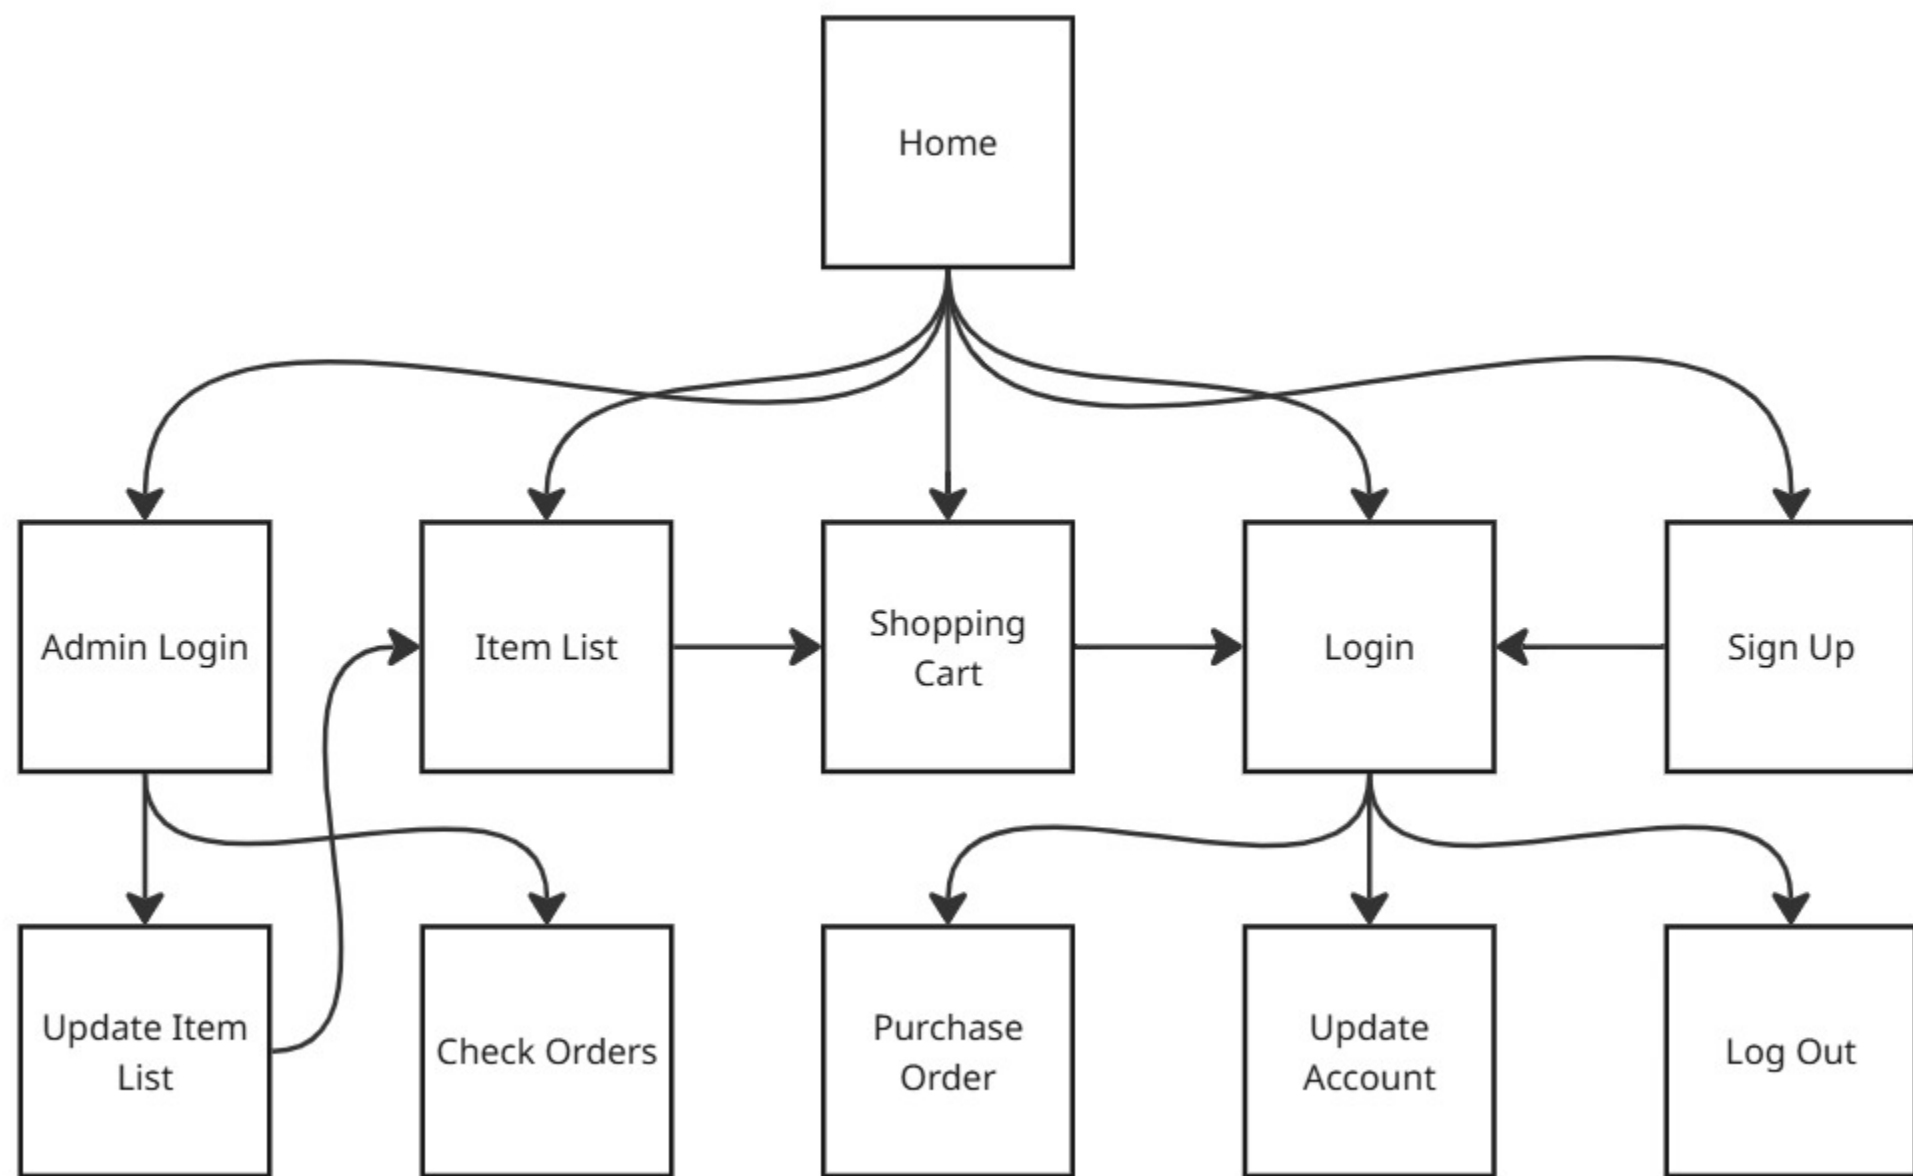 Home
Admin Login
Item List
Shopping
Cart
Login
Sign Up
Update Item
List
Check Orders
Purchase
Order
Update
Account
Log Out